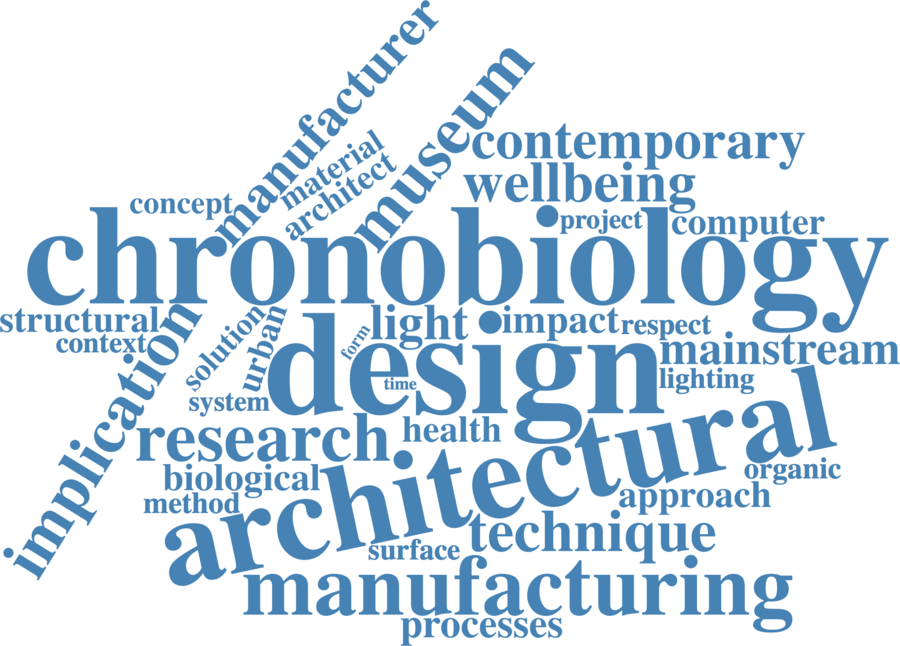 manufacturer
museum
material
contemporary
architect
wellbeing
concept
project
computer
chronobiology
structural
solution
urban
form
light
impact
respect
context
design
mainstream
implication
system
time
lighting
research
health
architectural
biological
organic
method
approach
surface
technique
manufacturing
processes